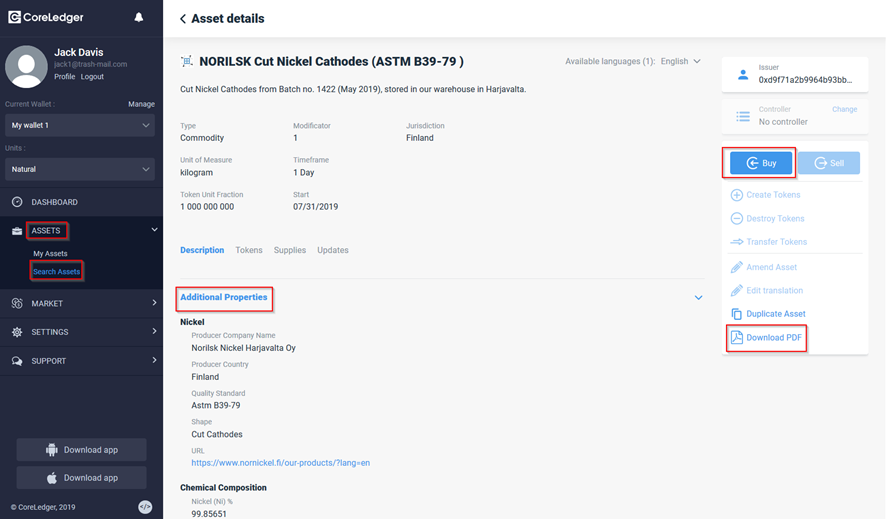 CoreLedger
Jack Davis
jack1@trash-mail.com
Profile Logout
Current Wallet : Manage
My wallet 1
Units :
Natural
DASHBOARD
ASSETS
My Assets
Search Assets
MARKET
SETTINGS
SUPPORT
Download app
Download app
© CoreLedger, 2019
</>
Asset details
NORILSK Cut Nickel Cathodes (ASTM B39-79 )
Available languages (1): English
Cut Nickel Cathodes from Batch no. 1422 (May 2019), stored in our warehouse in Harjavalta.
Type Modificator Jurisdiction
Commodity 1 Finland
Unit of Measure Timeframe
kilogram 1 Day
Token Unit Fraction Start
1 000 000 000 07/31/2019
Description Tokens Supplies Updates
Additional Properties
Nickel
Producer Company Name
Norilsk Nickel Harjavalta Oy
Producer Country
Finland
Quality Standard
Astm B39-79
Shape
Cut Cathodes
URL
https://www.nornickel.fi/our-products/?lang=en
Chemical Composition
Nickel (Ni) %
99.85651
Issuer
0xd9f71a2b9964b93bb...
Controller Change
No controller
Buy Sell
Create Tokens
Destroy Tokens
Transfer Tokens
Amend Asset
Edit translation
Duplicate Asset
Download PDF